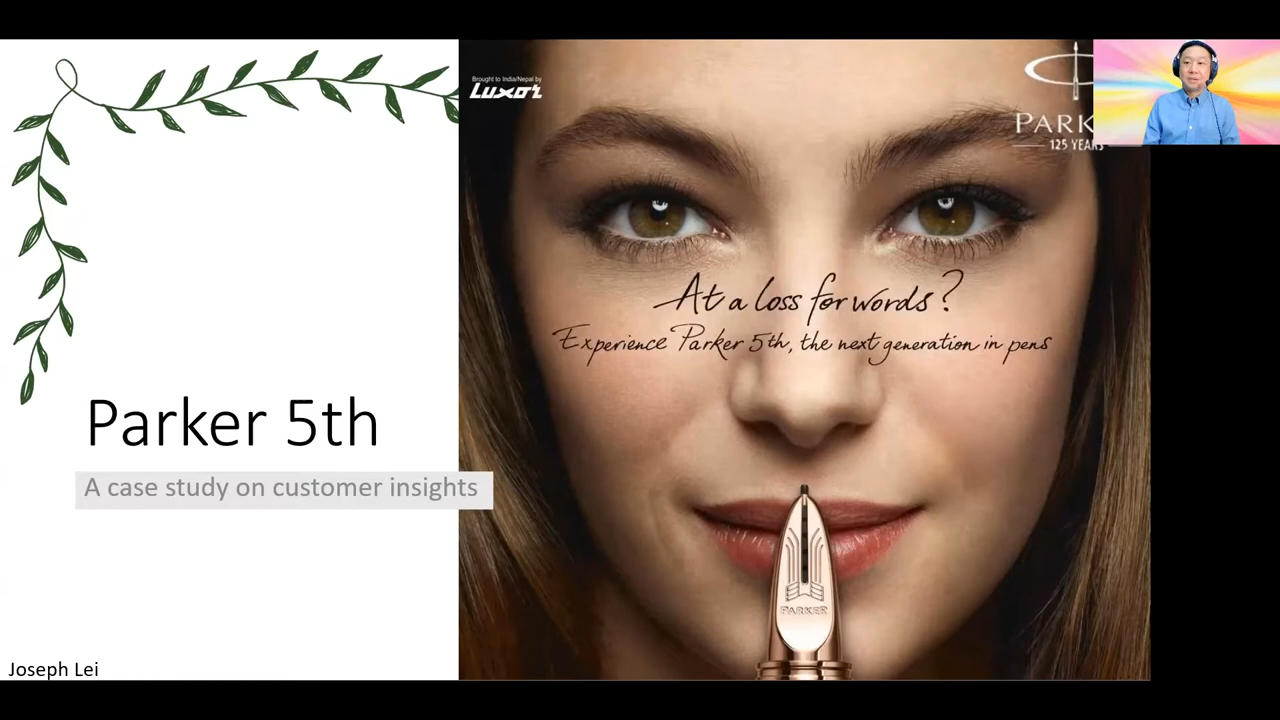 Brought to India/Nepal by
Luxor
PARK
125 YEARS
At a loss for words?
Experience Parker 5th, the next generation in pens
Parker 5th
A case study on customer insights
PARKER
Joseph Lei